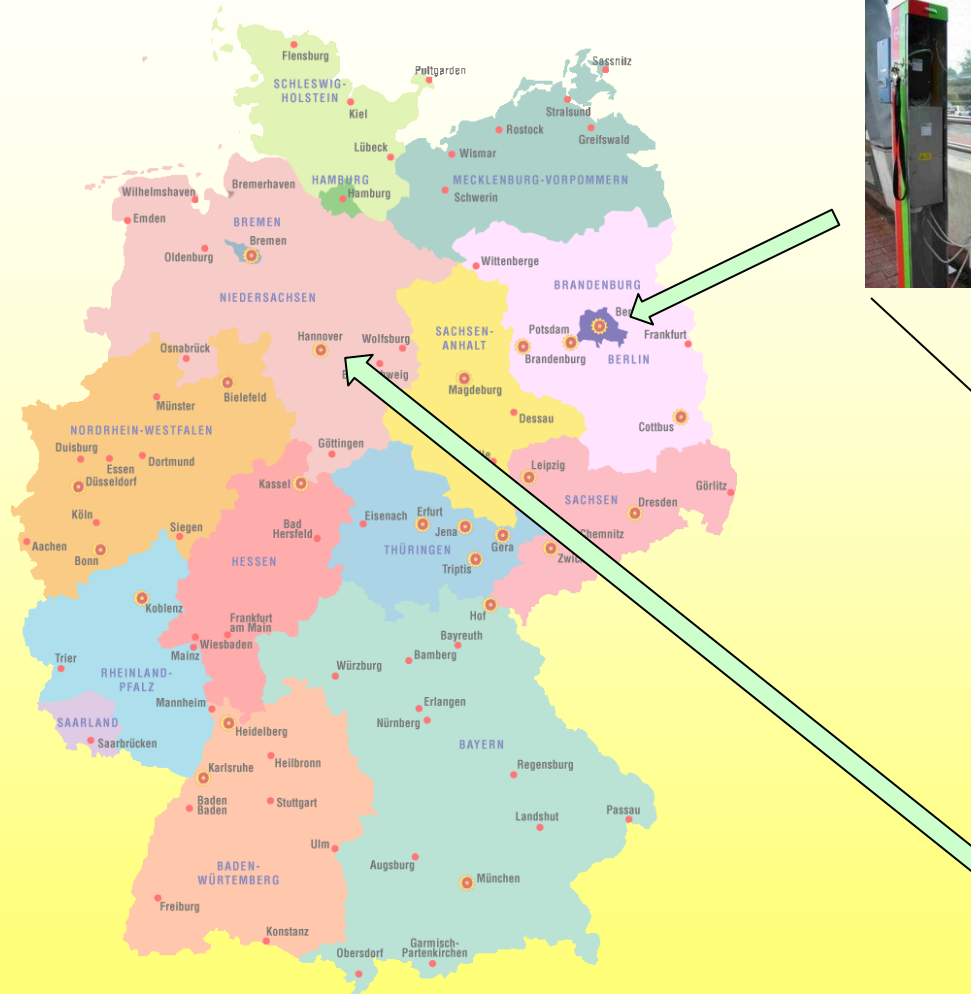 Flensburg
Puttgarden
Sassnitz
SCHLESWIG-
HOLSTEIN
Kiel
Stralsund
Rostock
Greifswald
Lübeck
Wismar
HAMBURG
Hamburg
MECKLENBURG-VORPOMMERN
Schwerin
Wilhelmshaven
Bremerhaven
Emden
BREMEN
Bremen
Oldenburg
Wittenberge
BRANDENBURG
NIEDERSACHSEN
Hannover
Wolfsburg
SACHSEN-
ANHALT
Potsdam
Frankfurt
Osnabrück
Brandenburg
BERLIN
Magdeburg
Bielefeld
Münster
Dessau
Cottbus
NORDRHEIN-WESTFALEN
Göttingen
Duisburg
Essen
Dortmund
Leipzig
Düsseldorf
Kassel
Görlitz
SACHSEN
Dresden
Köln
Siegen
Bad
Hersfeld
Eisenach
Erfurt
Jena
Gera
Chemnitz
Aachen
Bonn
HESSEN
THÜRINGEN
Triptis
Koblenz
Hof
Frankfurt
am Main
Wiesbaden
Mainz
Bayreuth
Bamberg
Trier
Würzburg
RHEINLAND-
PFALZ
Mannheim
Erlangen
Nürnberg
SAARLAND
Saarbrücken
Heidelberg
BAYERN
Karlsruhe
Heilbronn
Regensburg
Baden
Baden
Stuttgart
Landshut
Passau
Ulm
Augsburg
BADEN-
WÜRTEMBERG
München
Freiburg
Konstanz
Obersdorf
Garmisch-
Partenkirchen